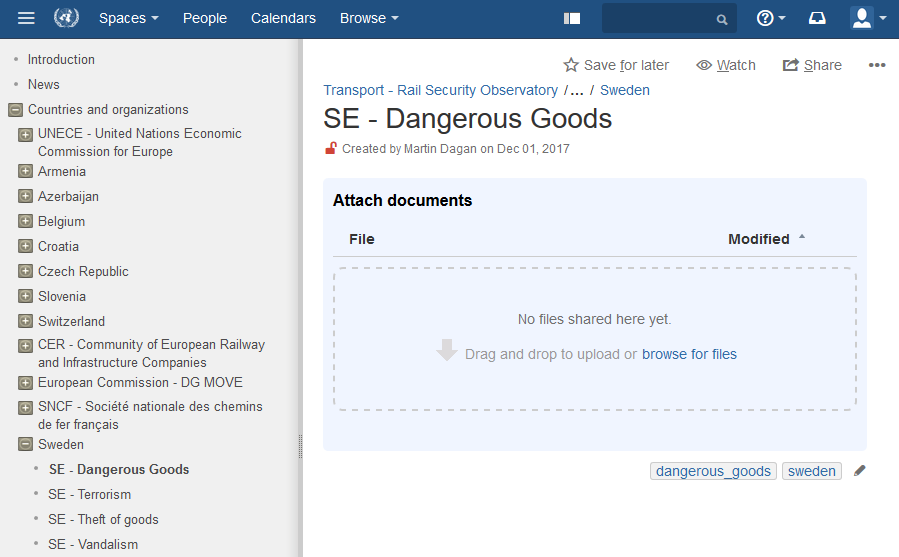 Spaces People Calendars Browse
Introduction
News
Countries and organizations
UNECE - United Nations Economic
Commission for Europe
Armenia
Azerbaijan
Belgium
Croatia
Czech Republic
Slovenia
Switzerland
CER - Community of European Railway
and Infrastructure Companies
European Commission - DG MOVE
SNCF - Société nationale des chemins
de fer français
Sweden
SE - Dangerous Goods
SE - Terrorism
SE - Theft of goods
SE - Vandalism
Save for later Watch Share •••
Transport - Rail Security Observatory /... / Sweden
SE - Dangerous Goods
Created by Martin Dagan on Dec 01, 2017
Attach documents
File Modified
No files shared here yet.
Drag and drop to upload or browse for files
dangerous_goods sweden